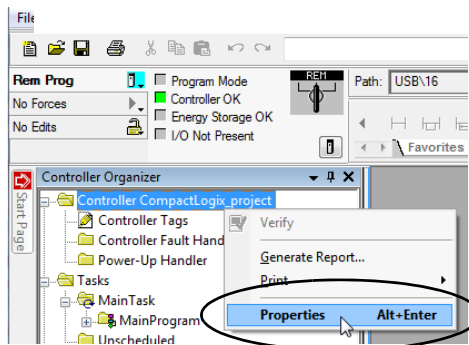 File
Rem Prog
Program Mode
REM
Path: USB\16
No Forces
Controller OK
Energy Storage OK
No Edits
I/O Not Present
Favorites
Controller Organizer
Start Page
Controller CompactLogix_project
Controller Tags
Verify
Controller Fault Hand
Power-Up Handler
Generate Report...
Tasks
Print
MainTask
Properties Alt+Enter
MainProgram
Unscheduled